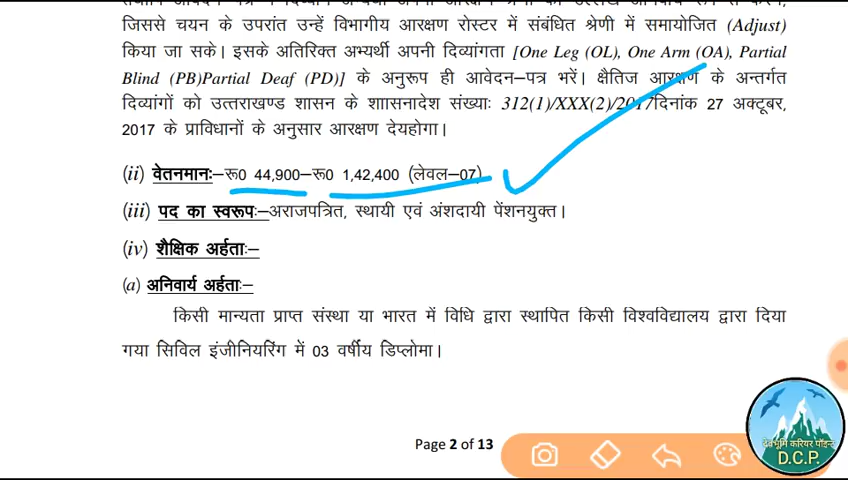 जिससे चयन के उपरांत उन्हें विभागीय आरक्षण रोस्टर में संबंधित श्रेणी में समायोजित (Adjust)
किया जा सके। इसके अतिरिक्त अभ्यर्थी अपनी दिव्यांगता [One Leg (OL), One Arm (OA), Partial
Blind (PB)Partial Deaf (PD)] के अनुरूप ही आवेदन–पत्र भरें। क्षैतिज आरक्षण के अन्तर्गत
दिव्यांगों को उत्तराखण्ड शासन के शाासनादेश संख्याः 312(1)/XXX(2)/2017दिनांक 27 अक्टूबर,
2017 के प्राविधानों के अनुसार आरक्षण देयहोगा।
(ii) वेतनमानः–रू0 44,900–रू0 1,42,400 (लेवल–07)
(iii) पद का स्वरूपः–अराजपत्रित, स्थायी एवं अंशदायी पेंशनयुक्त।
(iv) शैक्षिक अर्हताः–
(a) अनिवार्य अर्हताः–
किसी मान्यता प्राप्त संस्था या भारत में विधि द्वारा स्थापित किसी विश्वविद्यालय द्वारा दिया
गया सिविल इंजीनियरिंग में 03 वर्षीय डिप्लोमा।
Page 2 of 13
देवभूमि करियर पॉइन्ट
D.C.P.